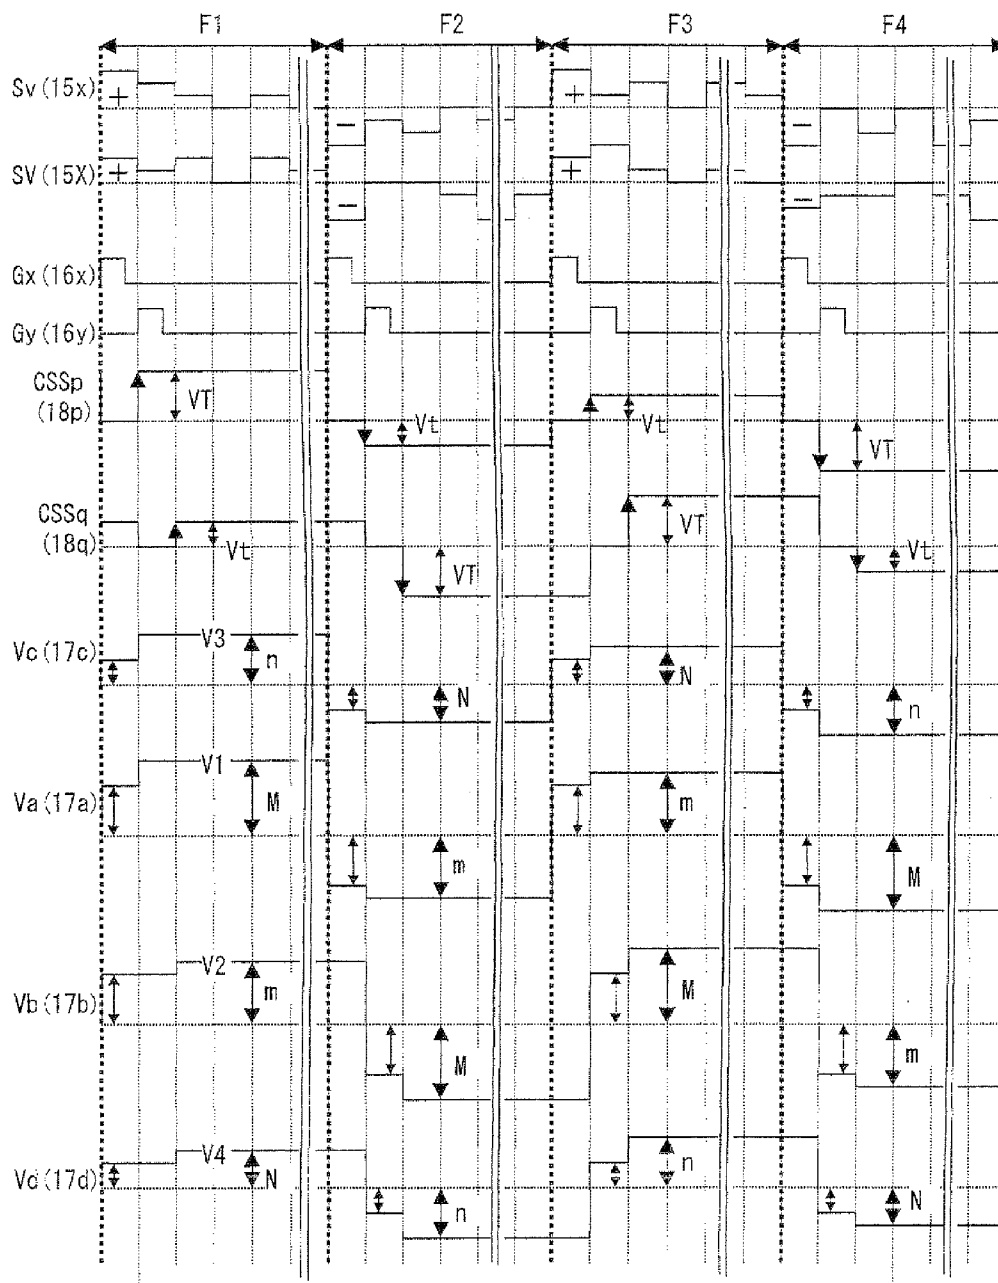 F1 F2 F3 F4
Sv(15x)
+ − + −
SV(15X)
+ − + −
Gx(16x)
Gy(16y)
CSSp
(18p)
VT Vt Vt VT
CSSq
(18q)
Vt VT VT Vt
Vc(17c)
V3 n N N n
Va(17a)
V1 M m m M
Vb(17b)
V2 m M M m
Vd(17d)
V4 N n n N